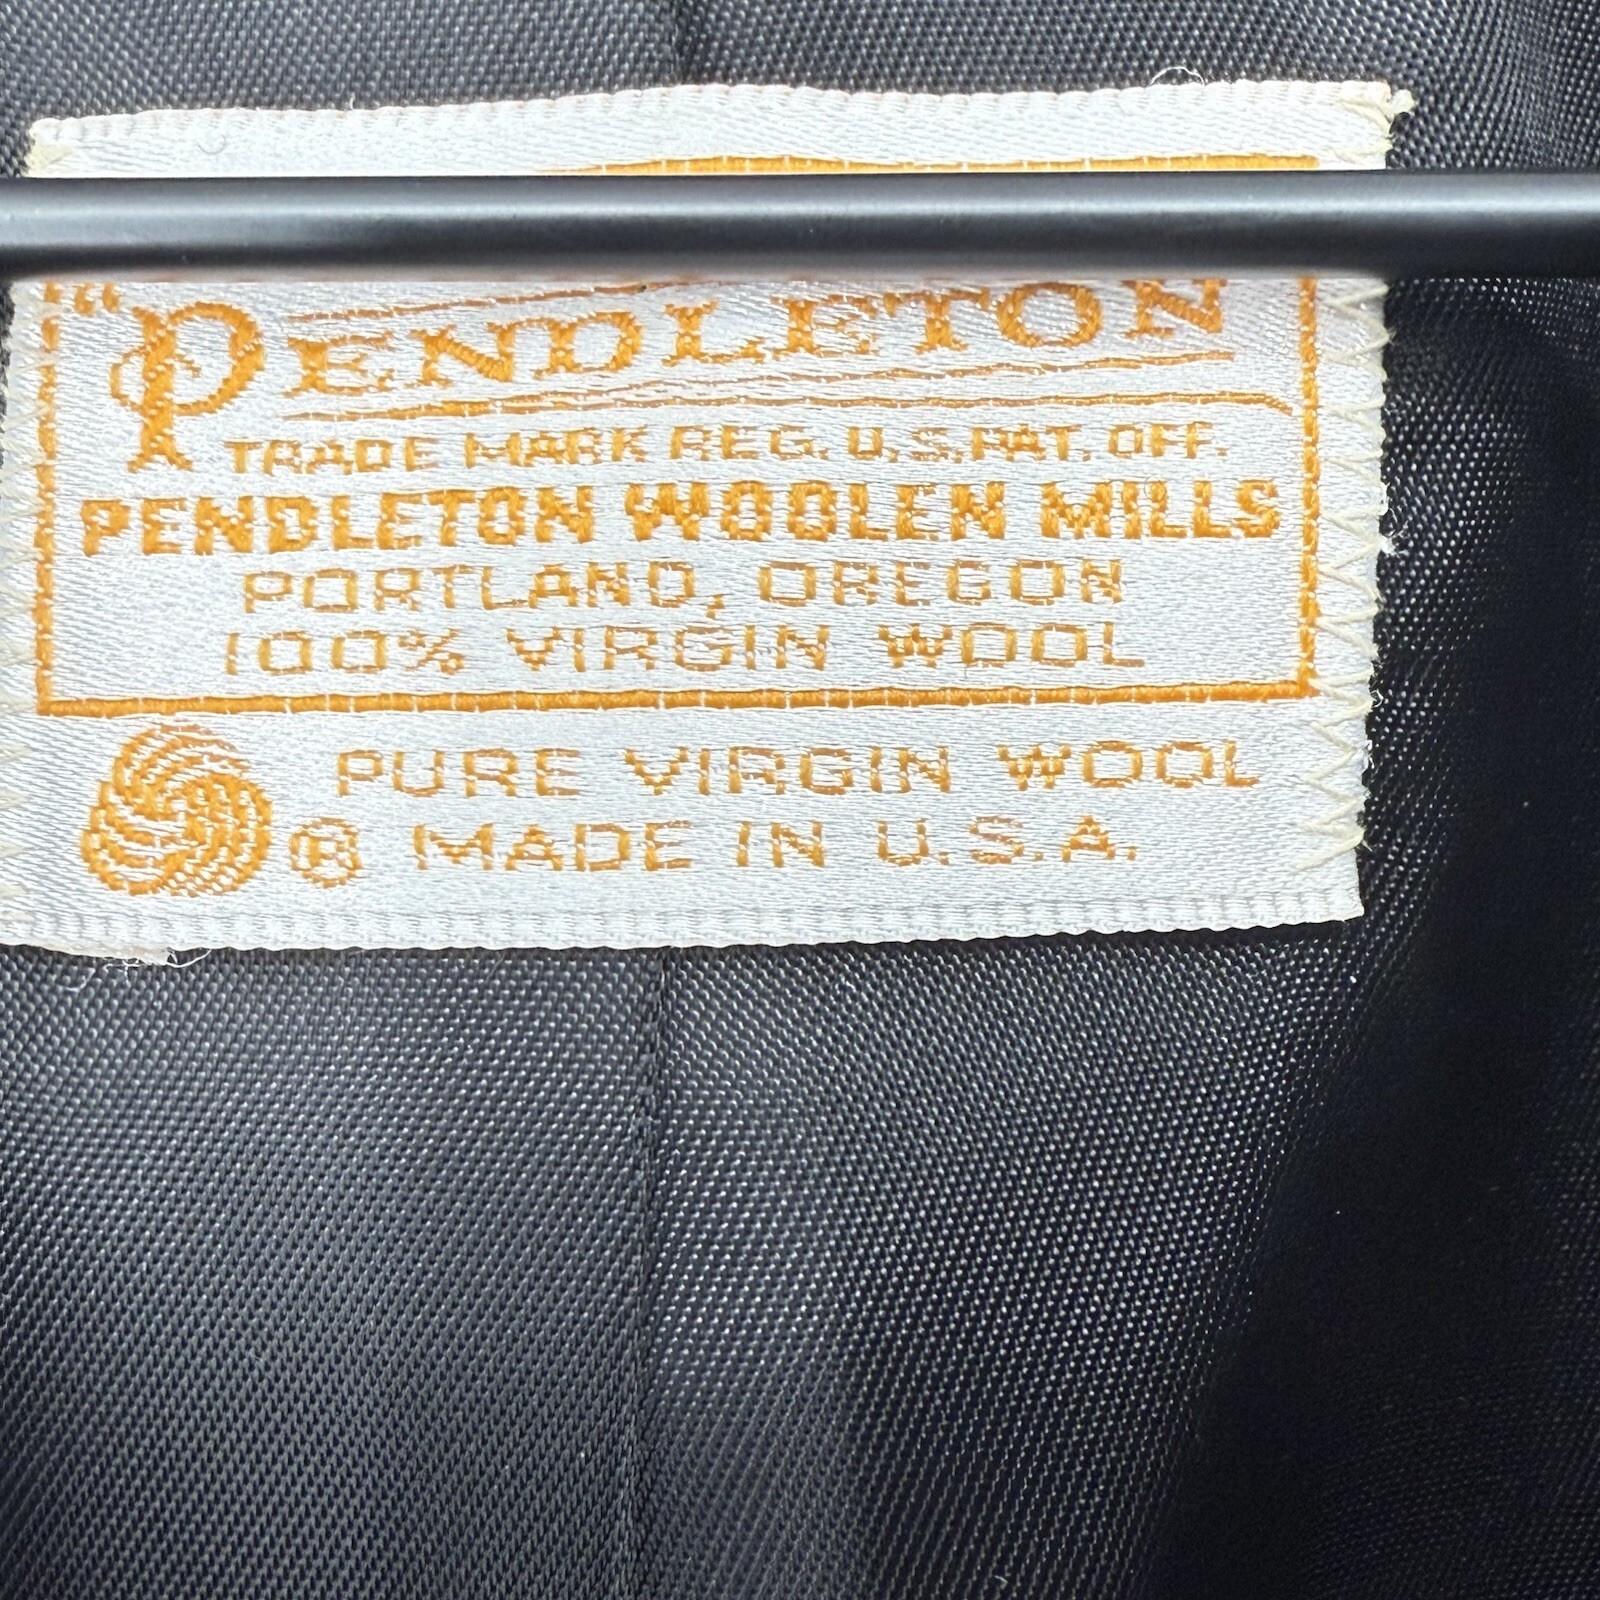 "PENDLETON
TRADE MARK REG. U.S. PAT. OFF.
PENDLETON WOOLEN MILLS
PORTLAND, OREGON
100% VIRGIN WOOL
PURE VIRGIN WOOL
® MADE IN U.S.A.